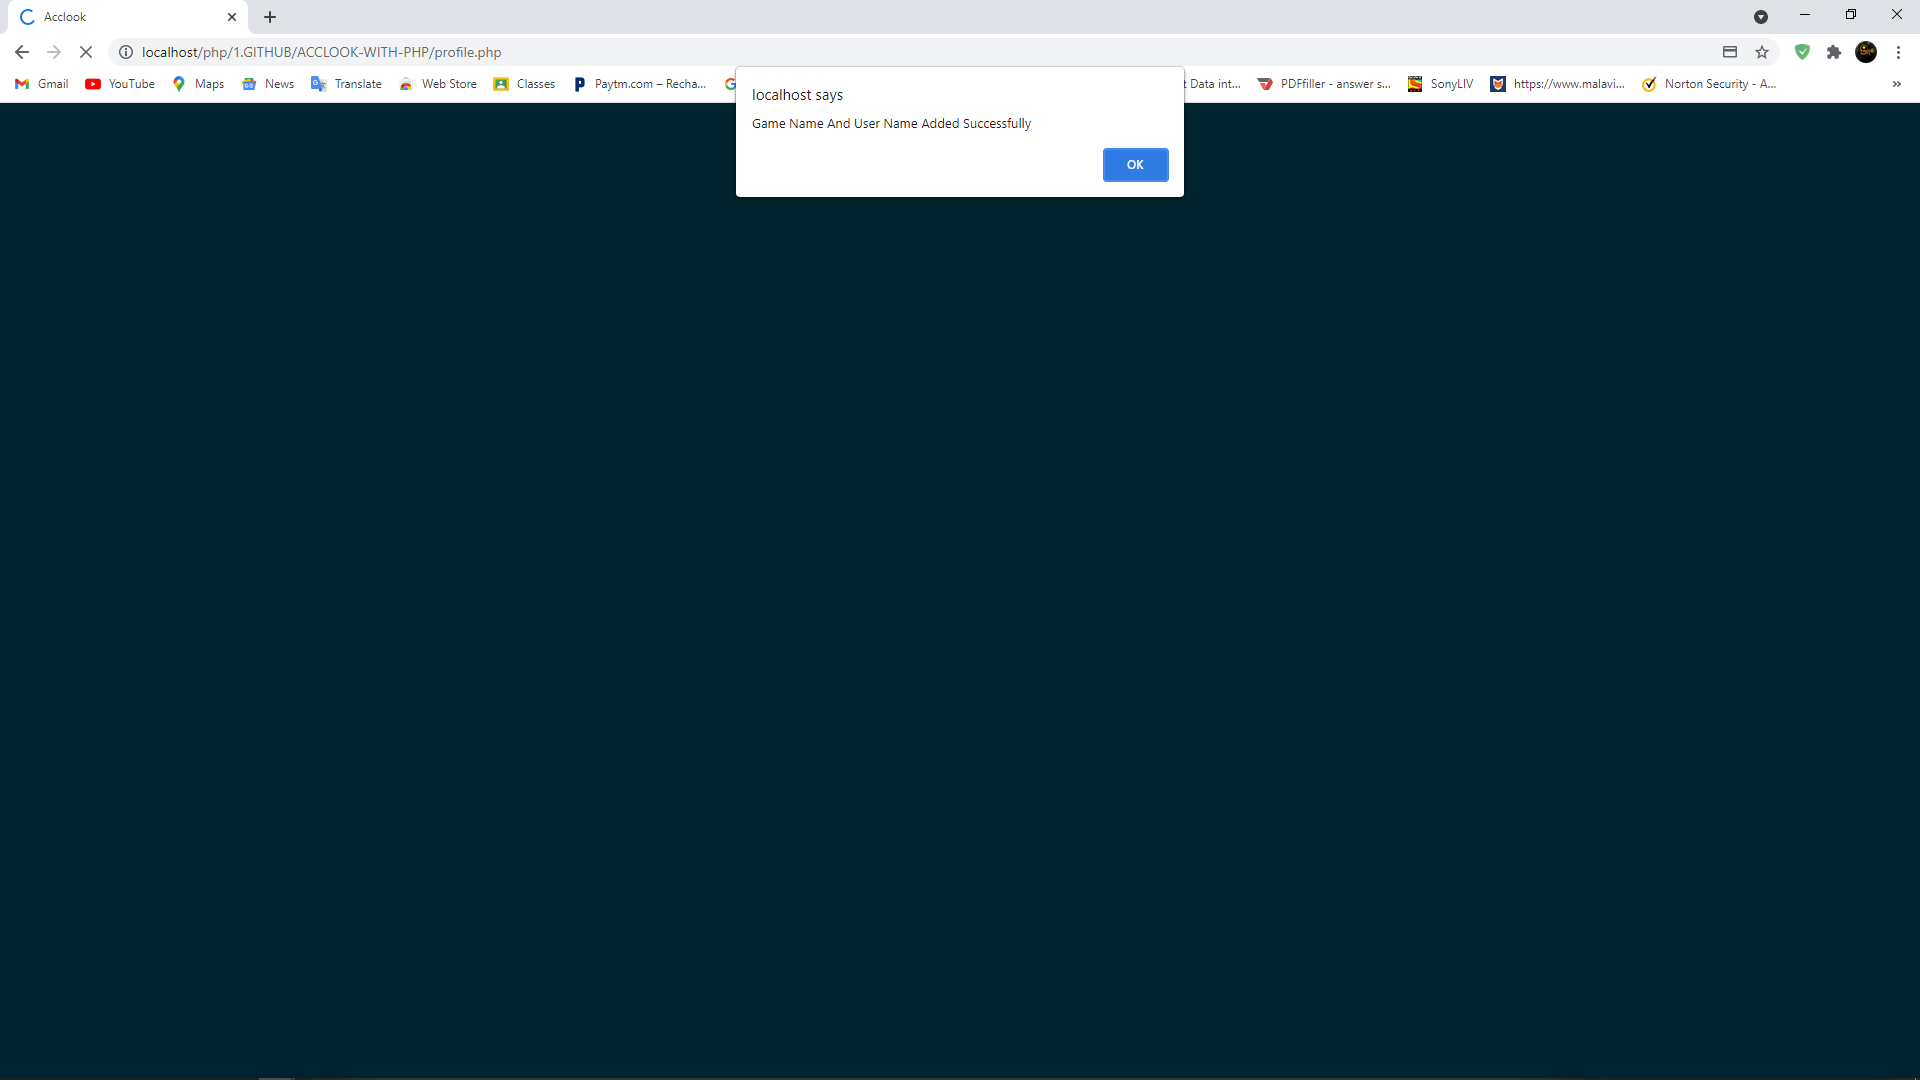 Acclook
localhost/php/1.GITHUB/ACCLOOK-WITH-PHP/profile.php
Gmail YouTube Maps News Translate Web Store Classes Paytm.com – Recha... t Data int... PDFfiller - answer s... SonyLIV https://www.malavi... Norton Security - A... »
localhost says
Game Name And User Name Added Successfully
OK